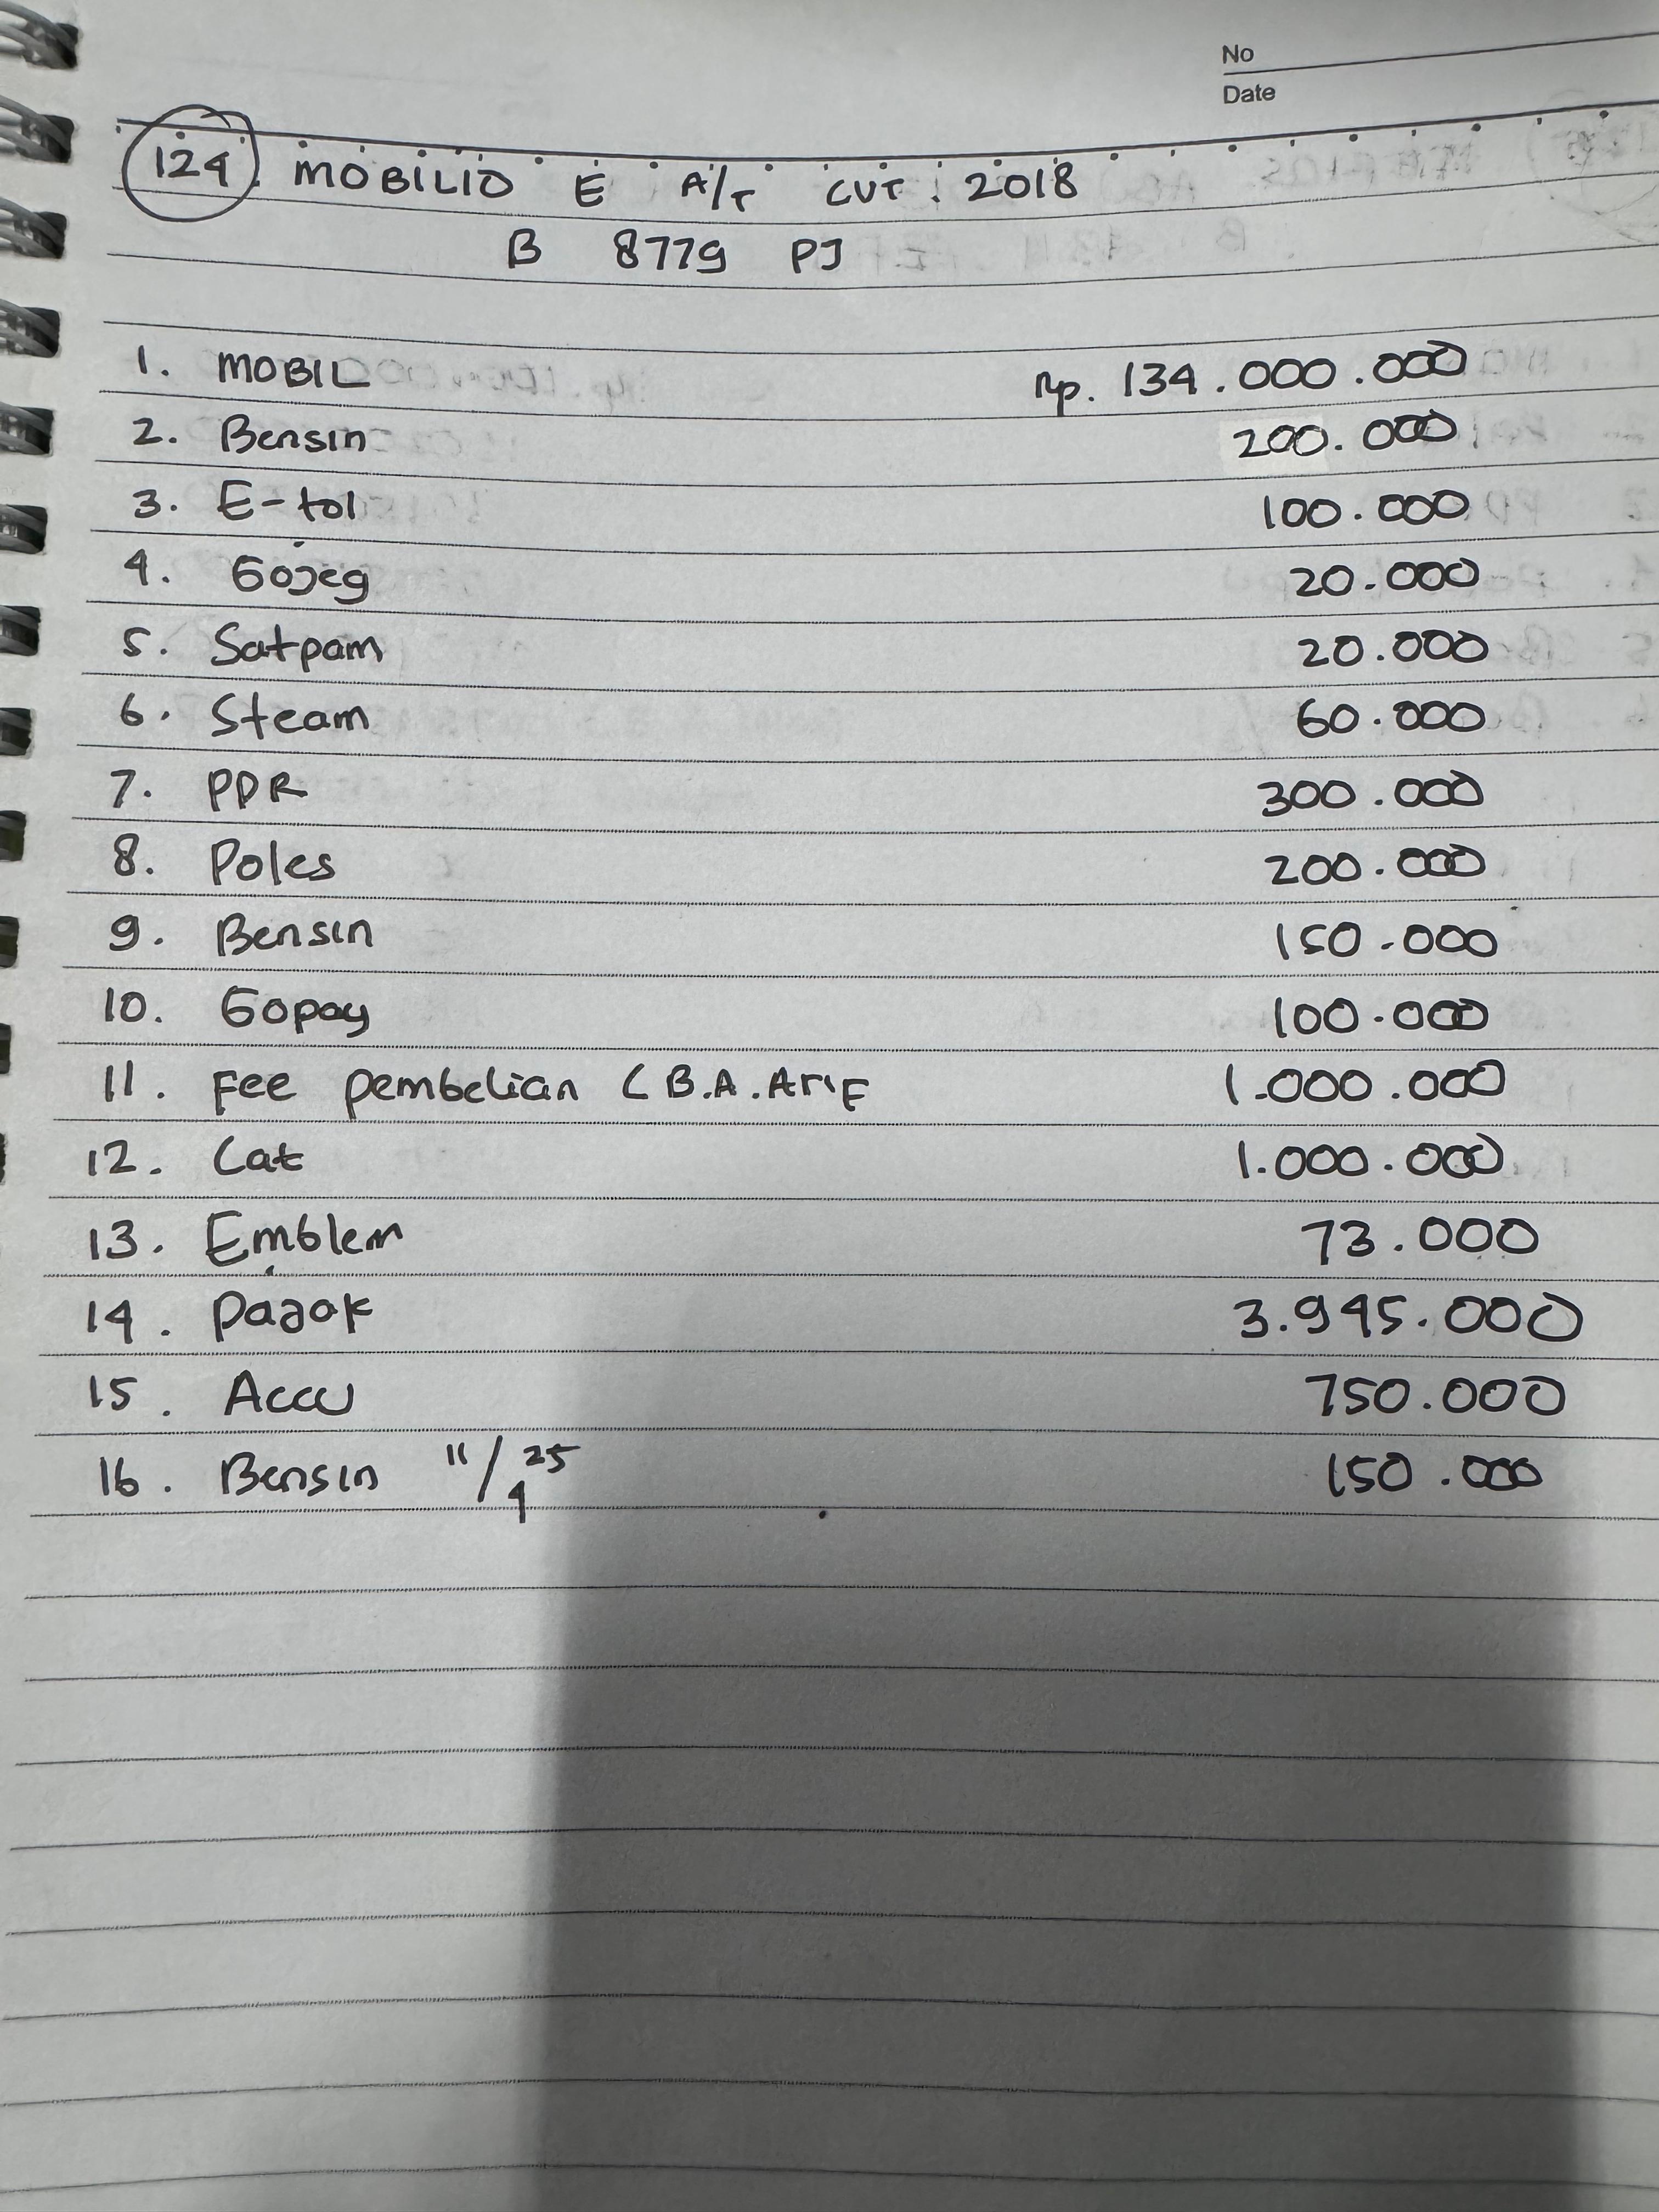 No
Date
124. MOBILIO E A/T CVT. 2018
B 8779 PJ
1. MOBIL Rp. 134.000.000
2. Bensin 200.000
3. E-tol 100.000
4. Gojeg 20.000
5. Satpam 20.000
6. Steam 60.000
7. PDR 300.000
8. Poles 200.000
9. Bensin 150.000
10. Gopay 100.000
11. Fee pembelian ( B.A. Arif 1.000.000
12. Cat 1.000.000
13. Emblem 73.000
14. Pajak 3.945.000
15. Accu 750.000
16. Bensin 11/4 25 150.000